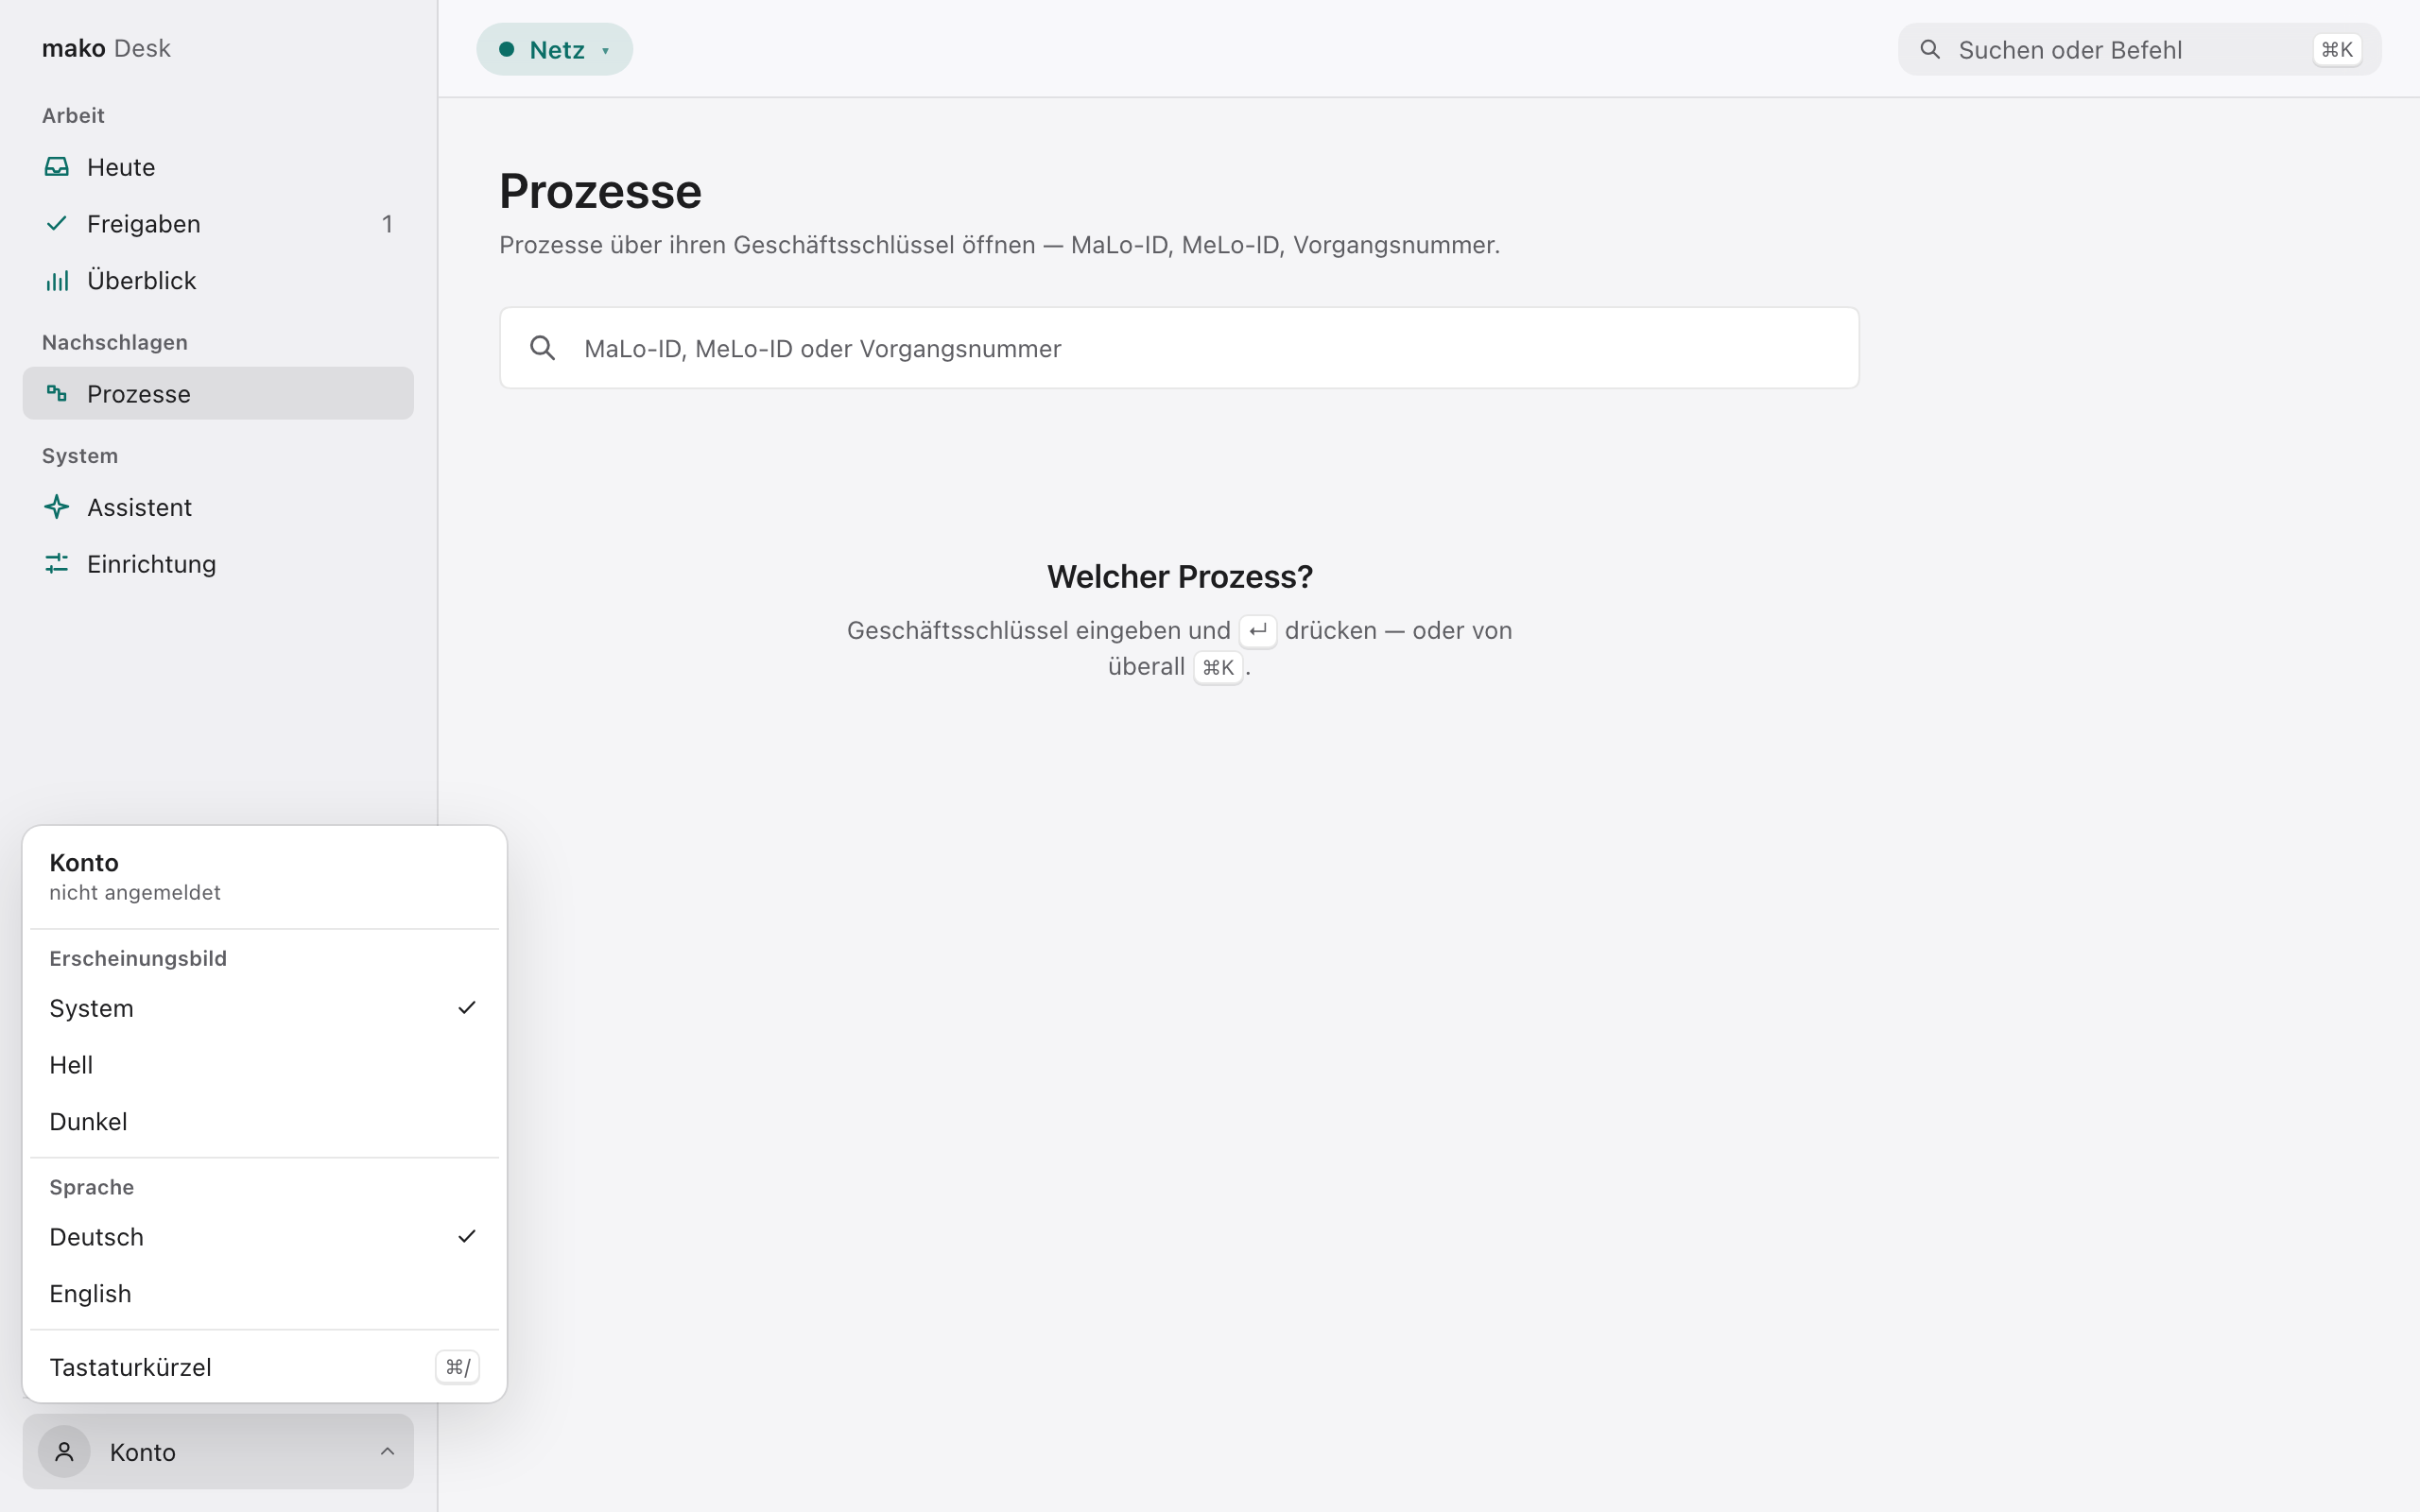 mako Desk
Arbeit
Heute
Freigaben 1
Überblick
Nachschlagen
Prozesse
System
Assistent
Einrichtung
Netz
Suchen oder Befehl ⌘K
Prozesse
Prozesse über ihren Geschäftsschlüssel öffnen — MaLo-ID, MeLo-ID, Vorgangsnummer.
MaLo-ID, MeLo-ID oder Vorgangsnummer
Welcher Prozess?
Geschäftsschlüssel eingeben und ↵ drücken — oder von
überall ⌘K.
Konto
nicht angemeldet
Erscheinungsbild
System
Hell
Dunkel
Sprache
Deutsch
English
Tastaturkürzel ⌘/
Konto